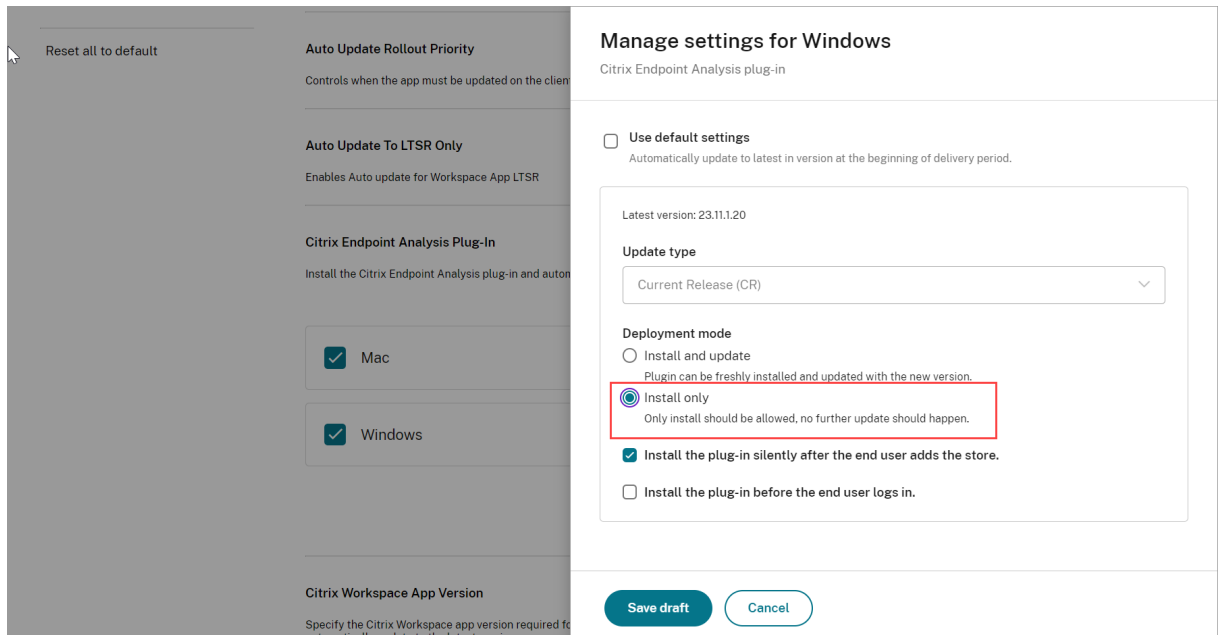 Reset all to default
Auto Update Rollout Priority
Controls when the app must be updated on the clien
Auto Update To LTSR Only
Enables Auto update for Workspace App LTSR
Citrix Endpoint Analysis Plug-In
Install the Citrix Endpoint Analysis plug-in and auton
Mac
Windows
Citrix Workspace App Version
Specify the Citrix Workspace app version required fo
Manage settings for Windows
Citrix Endpoint Analysis plug-in
Use default settings
Automatically update to latest in version at the beginning of delivery period.
Latest version: 23.11.1.20
Update type
Current Release (CR)
Deployment mode
Install and update
Plugin can be freshly installed and updated with the new version.
Install only
Only install should be allowed, no further update should happen.
Install the plug-in silently after the end user adds the store.
Install the plug-in before the end user logs in.
Save draft
Cancel